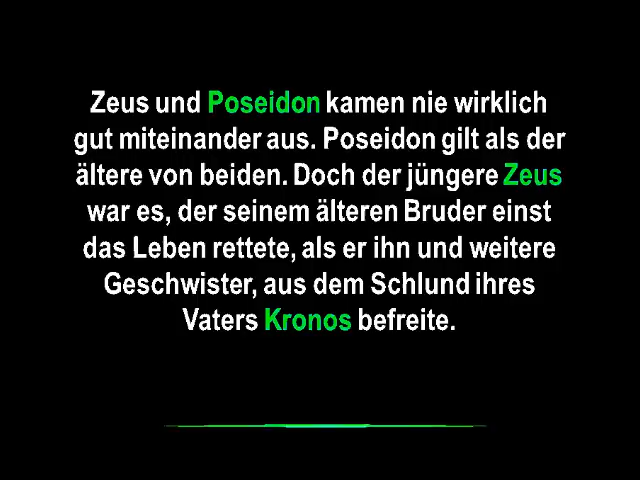 Zeus und Poseidon kamen nie wirklich
gut miteinander aus. Poseidon gilt als der
ältere von beiden. Doch der jüngere Zeus
war es, der seinem älteren Bruder einst
das Leben rettete, als er ihn und weitere
Geschwister, aus dem Schlund ihres
Vaters Kronos befreite.